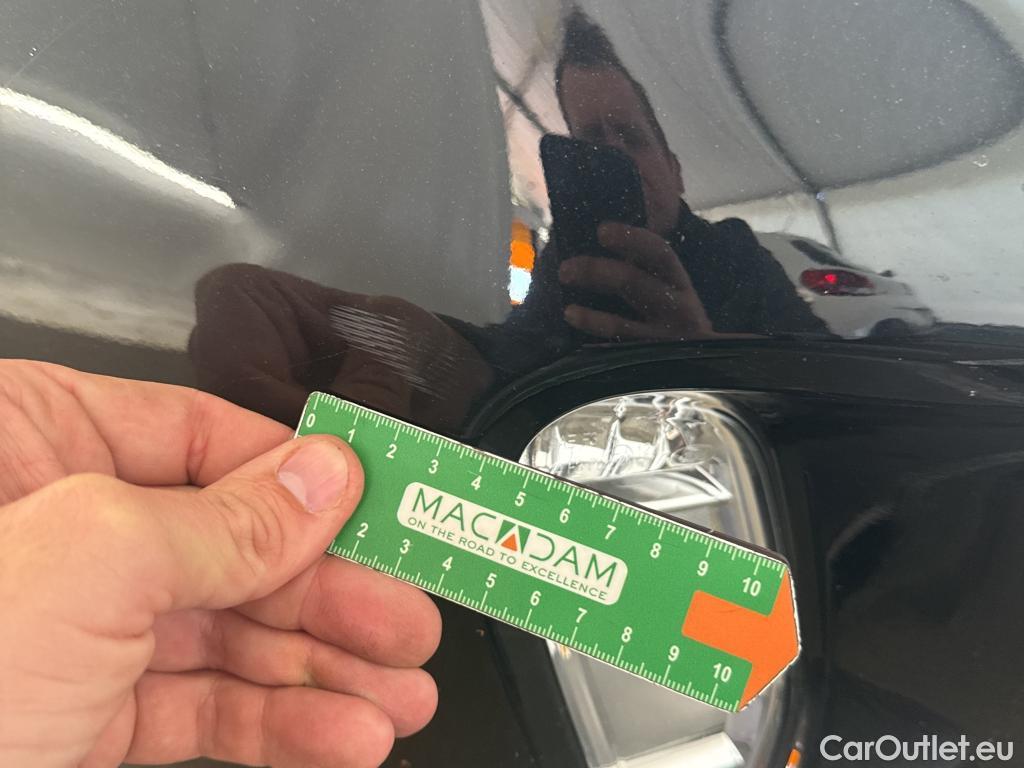 0 1 2 3 4 5 6 7 8 9 10
MACADAM
ON THE ROAD TO EXCELLENCE
2 3 4 5 6 7 8 9 10
CarOutlet.eu